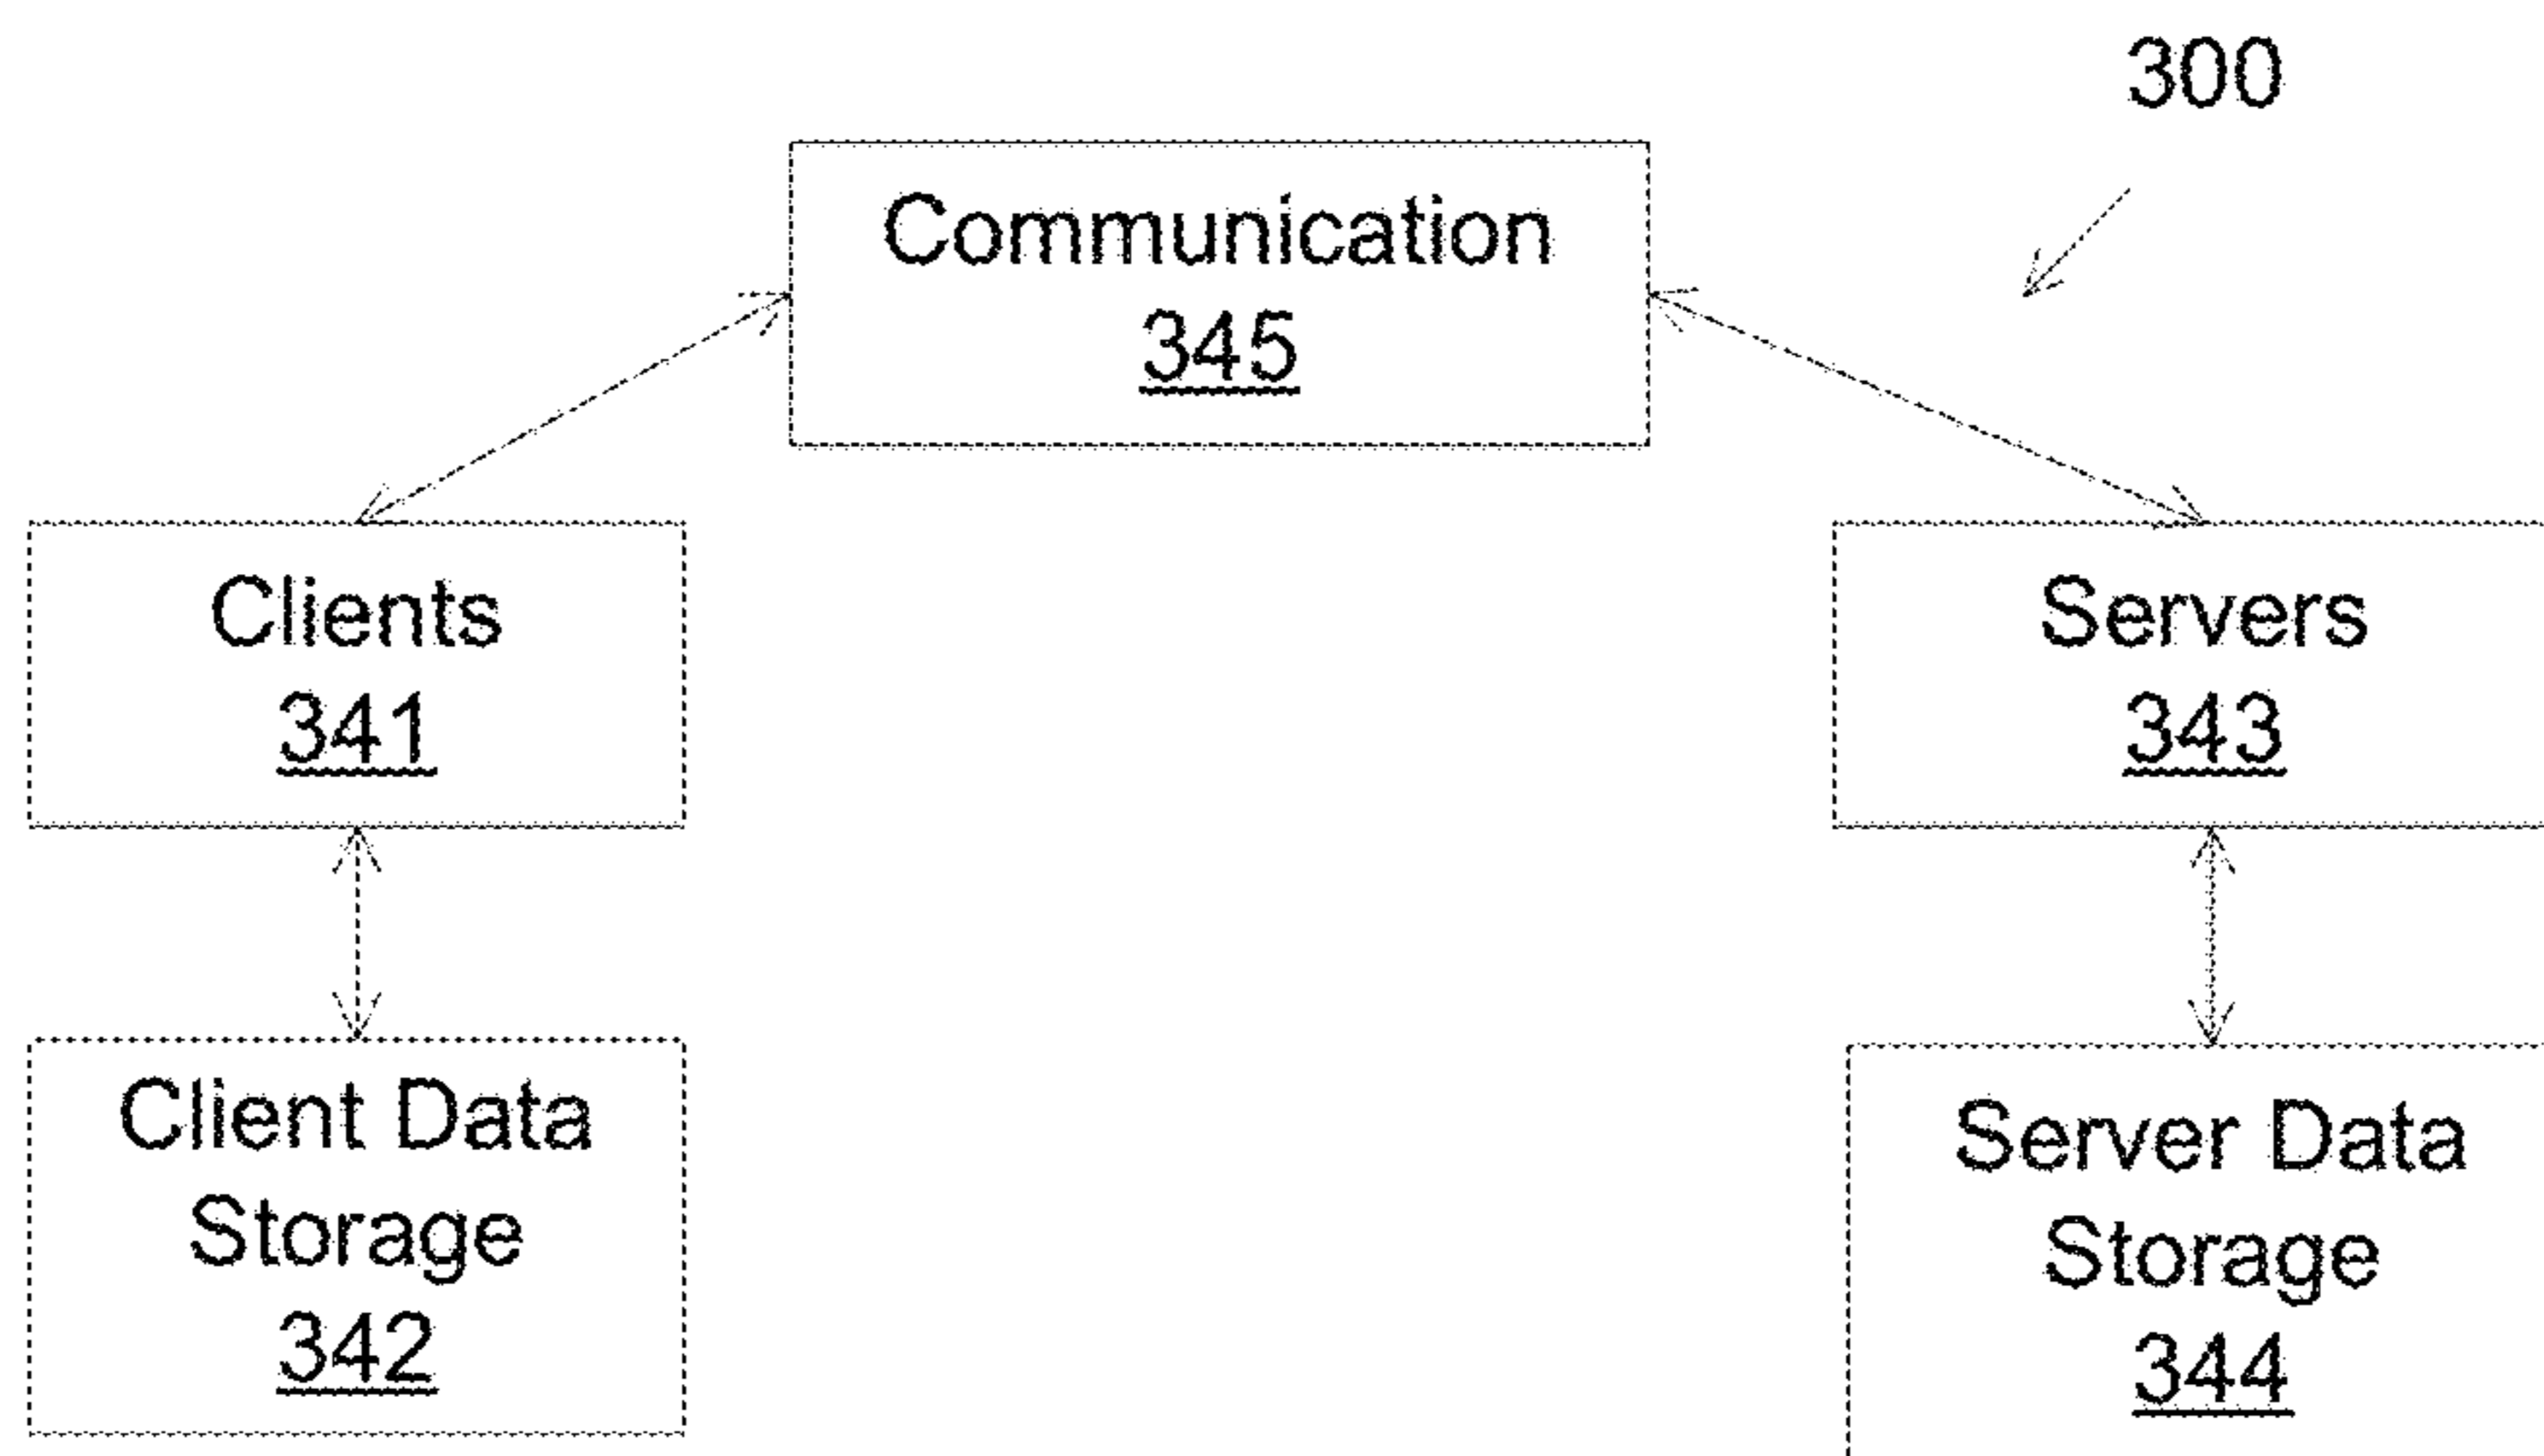 300
Communication
345
Clients
341
Servers
343
Client Data
Storage
342
Server Data
Storage
344